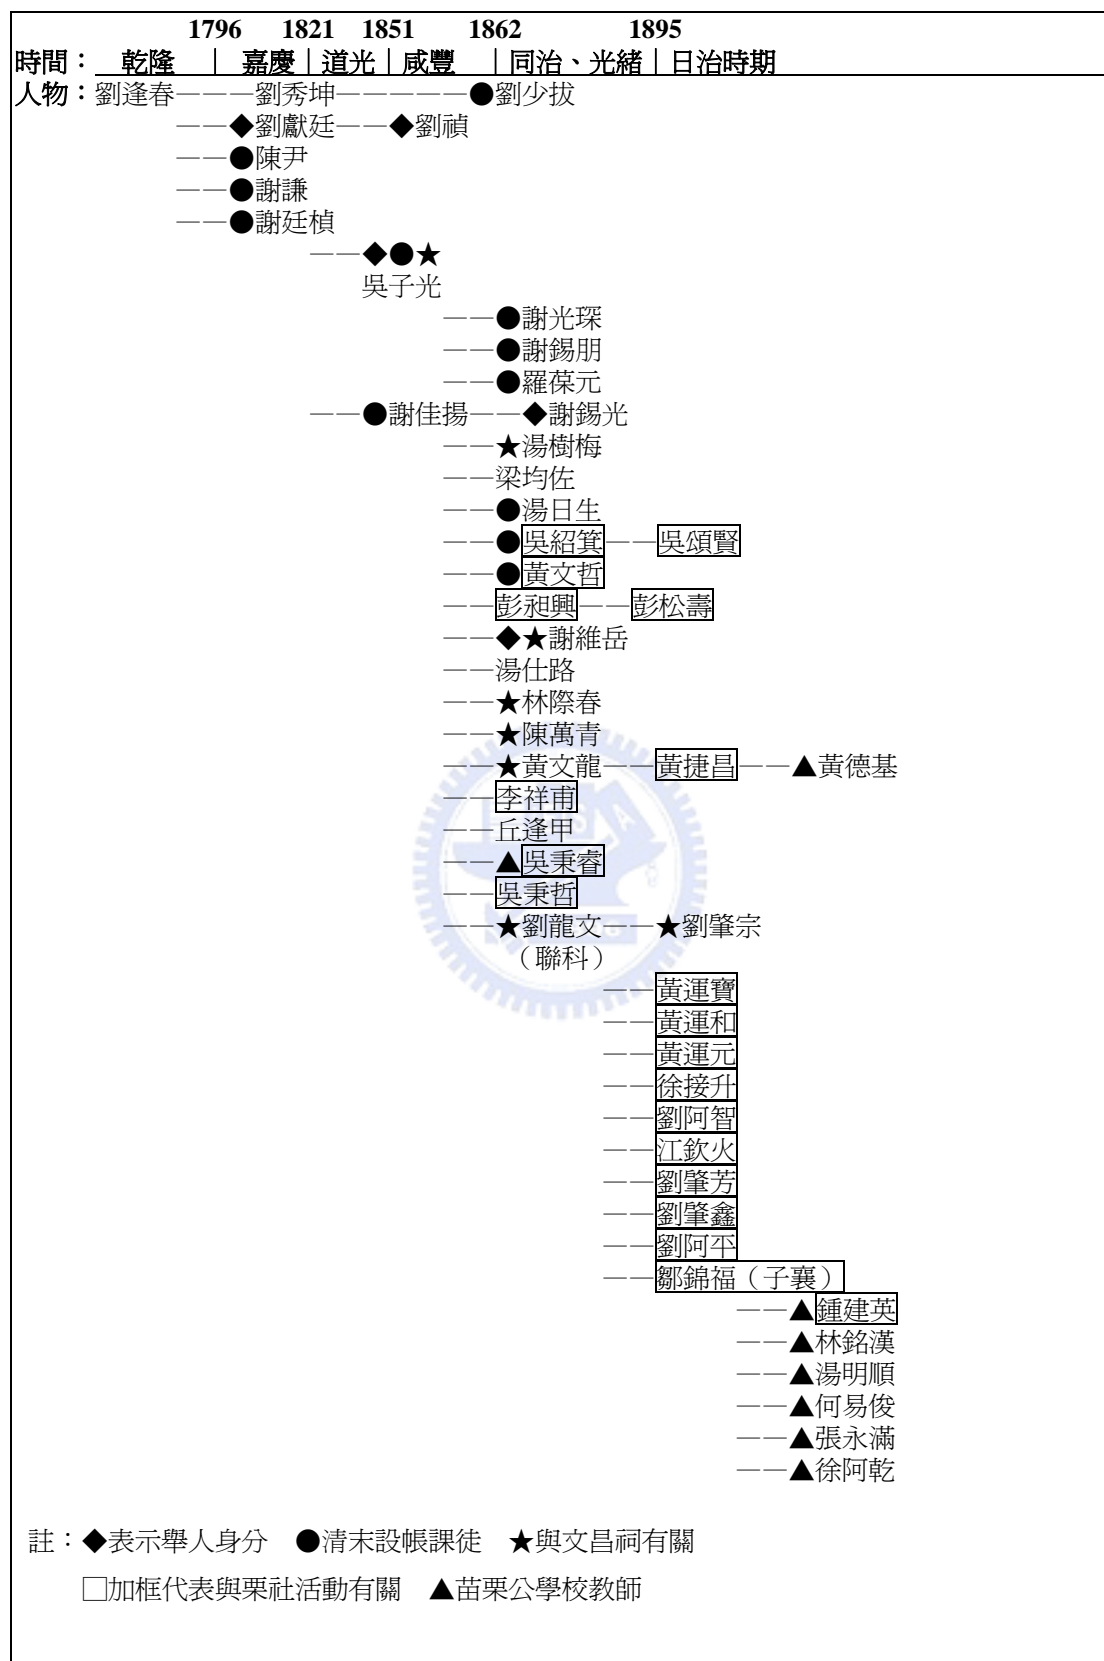 1796 1821 1851 1862 1895
時間： 乾隆 ｜ 嘉慶｜道光｜咸豐 ｜同治、光緒｜日治時期
人物：劉逢春———劉秀坤—————●劉少拔
——◆劉獻廷——◆劉禎
——●陳尹
——●謝謙
——●謝廷楨
——◆●★
吳子光
——●謝光琛
——●謝錫朋
——●羅葆元
——●謝佳揚——◆謝錫光
——★湯樹梅
——梁均佐
——●湯日生
——●吳紹箕——吳頌賢
——●黃文哲
——彭昶興——彭松壽
——◆★謝維岳
——湯仕路
——★林際春
——★陳萬青
——★黃文龍——黃捷昌——▲黃德基
——李祥甫
——丘逢甲
——▲吳秉睿
——吳秉哲
——★劉龍文——★劉肇宗
（聯科）
——黃運寶
——黃運和
——黃運元
——徐接升
——劉阿智
——江欽火
——劉肇芳
——劉肇鑫
——劉阿平
——鄒錦福（子襄）
——▲鍾建英
——▲林銘漢
——▲湯明順
——▲何易俊
——▲張永滿
——▲徐阿乾
註：◆表示舉人身分 ●清末設帳課徒 ★與文昌祠有關
□加框代表與栗社活動有關 ▲苗栗公學校教師